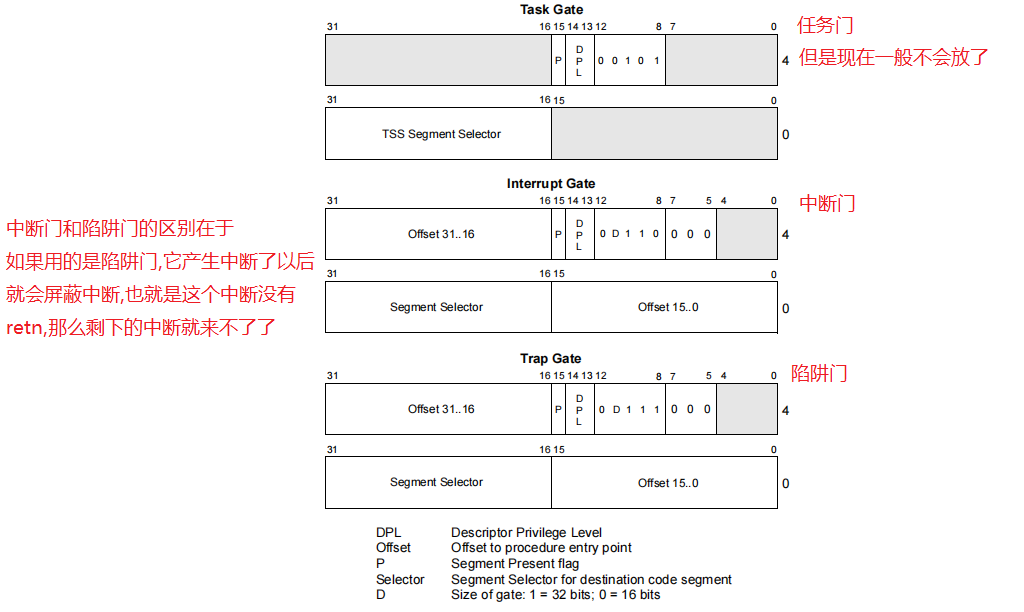 Task Gate
31 16 15 14 13 12 8 7 0
P D P L 0 0 1 0 1 4
任务门
但是现在一般不会放了
31 16 15 0
TSS Segment Selector 0
Interrupt Gate
31 16 15 14 13 12 8 7 5 4 0
Offset 31..16 P D P L 0 D 1 1 0 0 0 0 4
中断门
31 16 15 0
Segment Selector Offset 15..0 0
中断门和陷阱门的区别在于
如果用的是陷阱门,它产生中断了以后
就会屏蔽中断,也就是这个中断没有
retn,那么剩下的中断就来不了了
Trap Gate
31 16 15 14 13 12 8 7 5 4 0
Offset 31..16 P D P L 0 D 1 1 1 0 0 0 4
陷阱门
31 16 15 0
Segment Selector Offset 15..0 0
DPL Descriptor Privilege Level
Offset Offset to procedure entry point
P Segment Present flag
Selector Segment Selector for destination code segment
D Size of gate: 1 = 32 bits; 0 = 16 bits